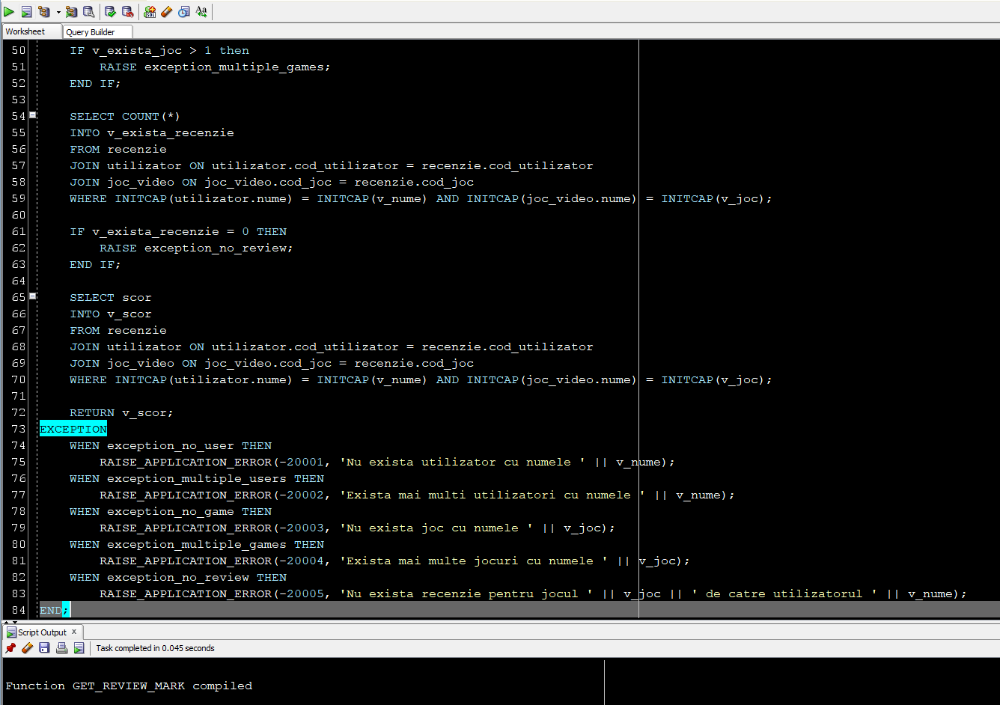 Worksheet Query Builder
50 IF v_exista_joc > 1 then
51 RAISE exception_multiple_games;
52 END IF;
53
54 SELECT COUNT(*)
55 INTO v_exista_recenzie
56 FROM recenzie
57 JOIN utilizator ON utilizator.cod_utilizator = recenzie.cod_utilizator
58 JOIN joc_video ON joc_video.cod_joc = recenzie.cod_joc
59 WHERE INITCAP(utilizator.nume) = INITCAP(v_nume) AND INITCAP(joc_video.nume) = INITCAP(v_joc);
60
61 IF v_exista_recenzie = 0 THEN
62 RAISE exception_no_review;
63 END IF;
64
65 SELECT scor
66 INTO v_scor
67 FROM recenzie
68 JOIN utilizator ON utilizator.cod_utilizator = recenzie.cod_utilizator
69 JOIN joc_video ON joc_video.cod_joc = recenzie.cod_joc
70 WHERE INITCAP(utilizator.nume) = INITCAP(v_nume) AND INITCAP(joc_video.nume) = INITCAP(v_joc);
71
72 RETURN v_scor;
73 EXCEPTION
74 WHEN exception_no_user THEN
75 RAISE_APPLICATION_ERROR(-20001, 'Nu exista utilizator cu numele ' || v_nume);
76 WHEN exception_multiple_users THEN
77 RAISE_APPLICATION_ERROR(-20002, 'Exista mai multi utilizatori cu numele ' || v_nume);
78 WHEN exception_no_game THEN
79 RAISE_APPLICATION_ERROR(-20003, 'Nu exista joc cu numele ' || v_joc);
80 WHEN exception_multiple_games THEN
81 RAISE_APPLICATION_ERROR(-20004, 'Exista mai multe jocuri cu numele ' || v_joc);
82 WHEN exception_no_review THEN
83 RAISE_APPLICATION_ERROR(-20005, 'Nu exista recenzie pentru jocul ' || v_joc || ' de catre utilizatorul ' || v_nume);
84 END;
Script Output x
Task completed in 0.045 seconds
Function GET_REVIEW_MARK compiled